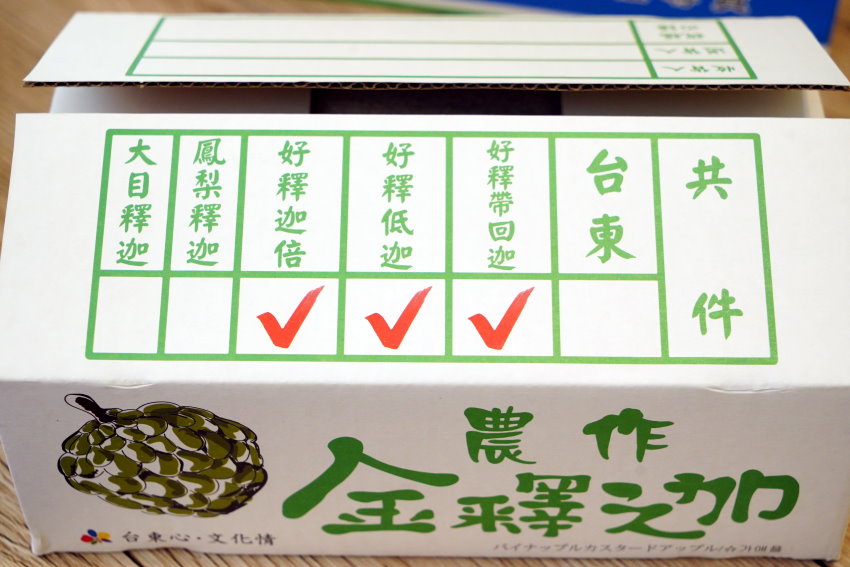 共件
台東
好釋帶回迦
好釋低迦
好釋迦倍
鳳梨釋迦
大目釋迦
農作
金釋迦
台東心·文化情
パイナップルカスタードアップル/슈가애플